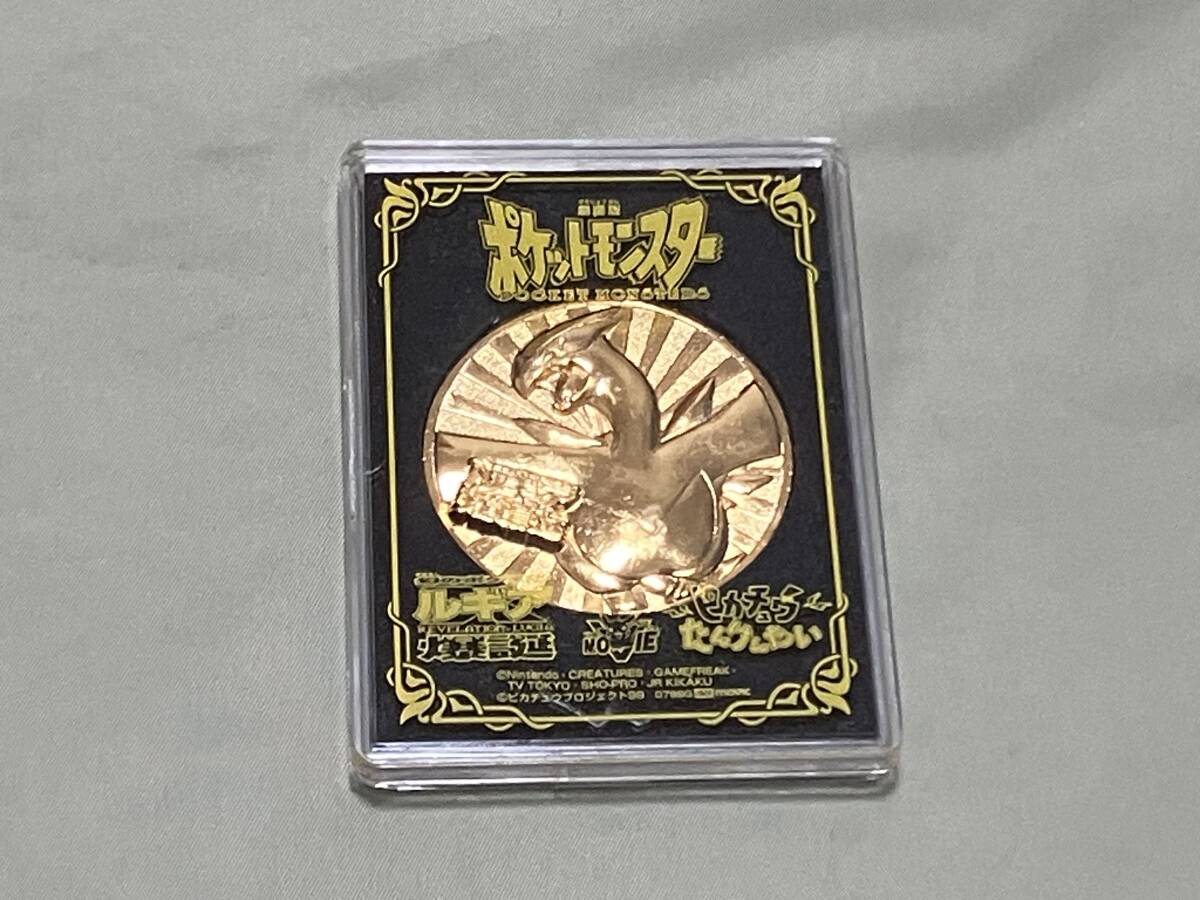 劇場版
ポケットモンスター
POCKET MONSTERS
ルギア
REVELATION-LUGIA
爆誕
ピカチュウ
たんけんたい
MOVIE
©Nintendo・CREATURES・GAMEFREAK・
TV TOKYO・SHO-PRO・JR KIKAKU
©ピカチュウプロジェクト99